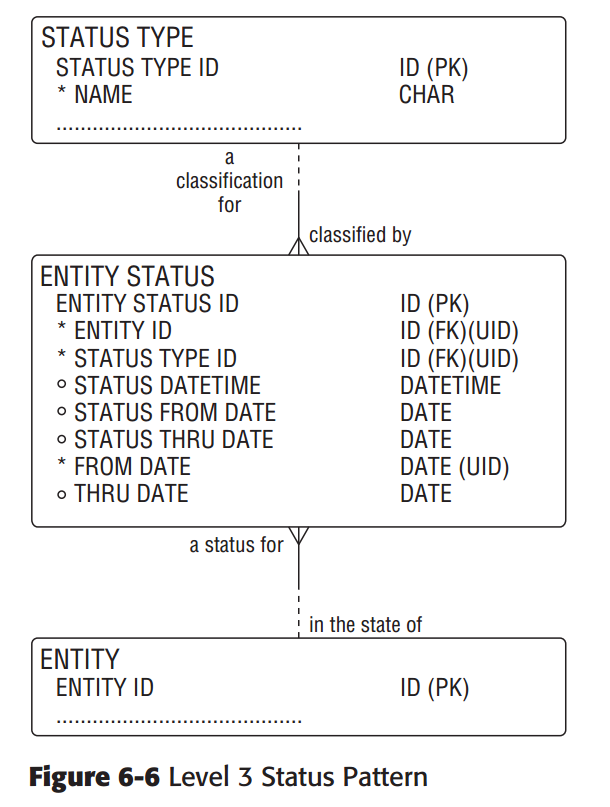 STATUS TYPE
STATUS TYPE ID ID (PK)
* NAME CHAR
.........................................
a
classification
for
classified by
ENTITY STATUS
ENTITY STATUS ID ID (PK)
* ENTITY ID ID (FK)(UID)
* STATUS TYPE ID ID (FK)(UID)
o STATUS DATETIME DATETIME
o STATUS FROM DATE DATE
o STATUS THRU DATE DATE
* FROM DATE DATE (UID)
o THRU DATE DATE
a status for
in the state of
ENTITY
ENTITY ID ID (PK)
.........................................
Figure 6-6 Level 3 Status Pattern